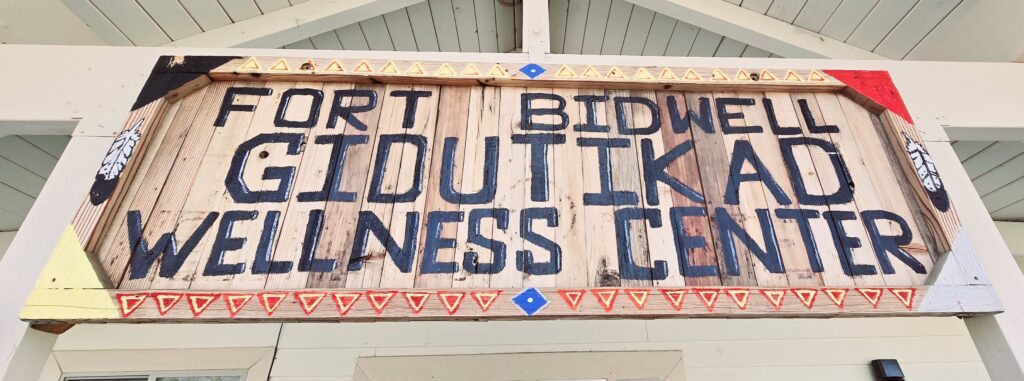 FORT BIDWELL
GIDUTIKAD
WELLNESS CENTER